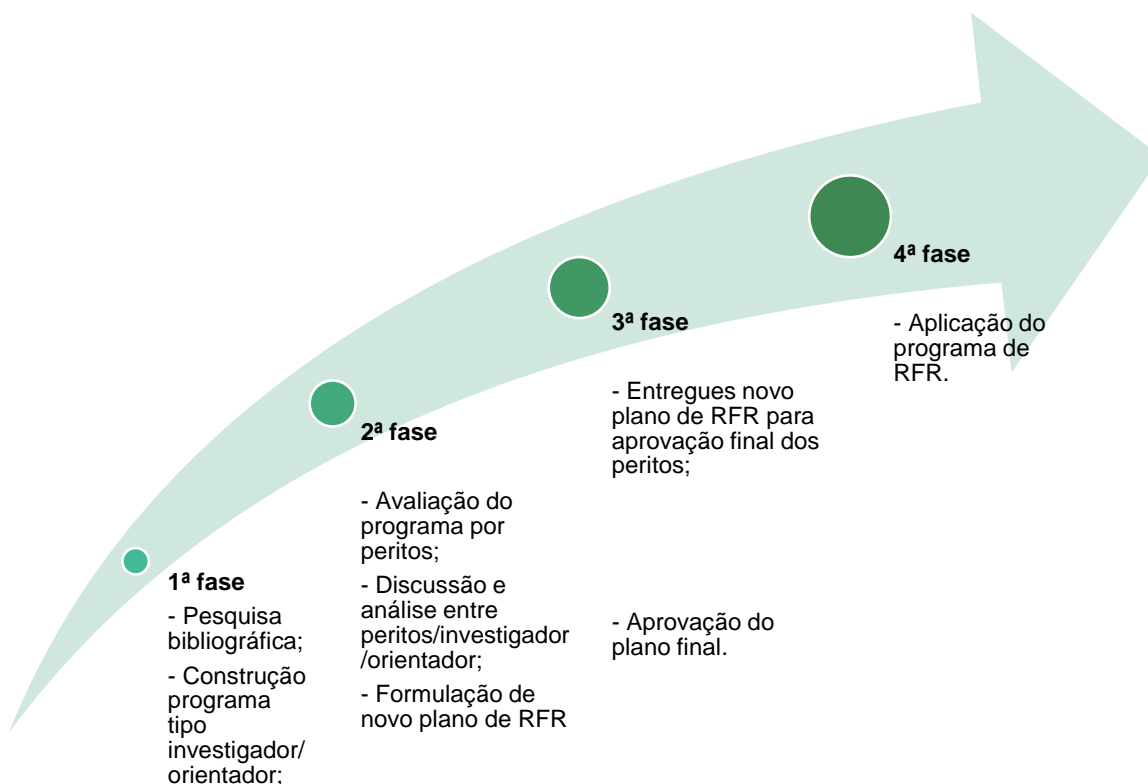 1ª fase
- Pesquisa
bibliográfica;
- Construção
programa
tipo
investigador/
orientador;
2ª fase
- Avaliação do
programa por
peritos;
- Discussão e
análise entre
peritos/investigador
/orientador;
- Formulação de
novo plano de RFR
3ª fase
- Entregues novo
plano de RFR para
aprovação final dos
peritos;
- Aprovação do
plano final.
4ª fase
- Aplicação do
programa de
RFR.